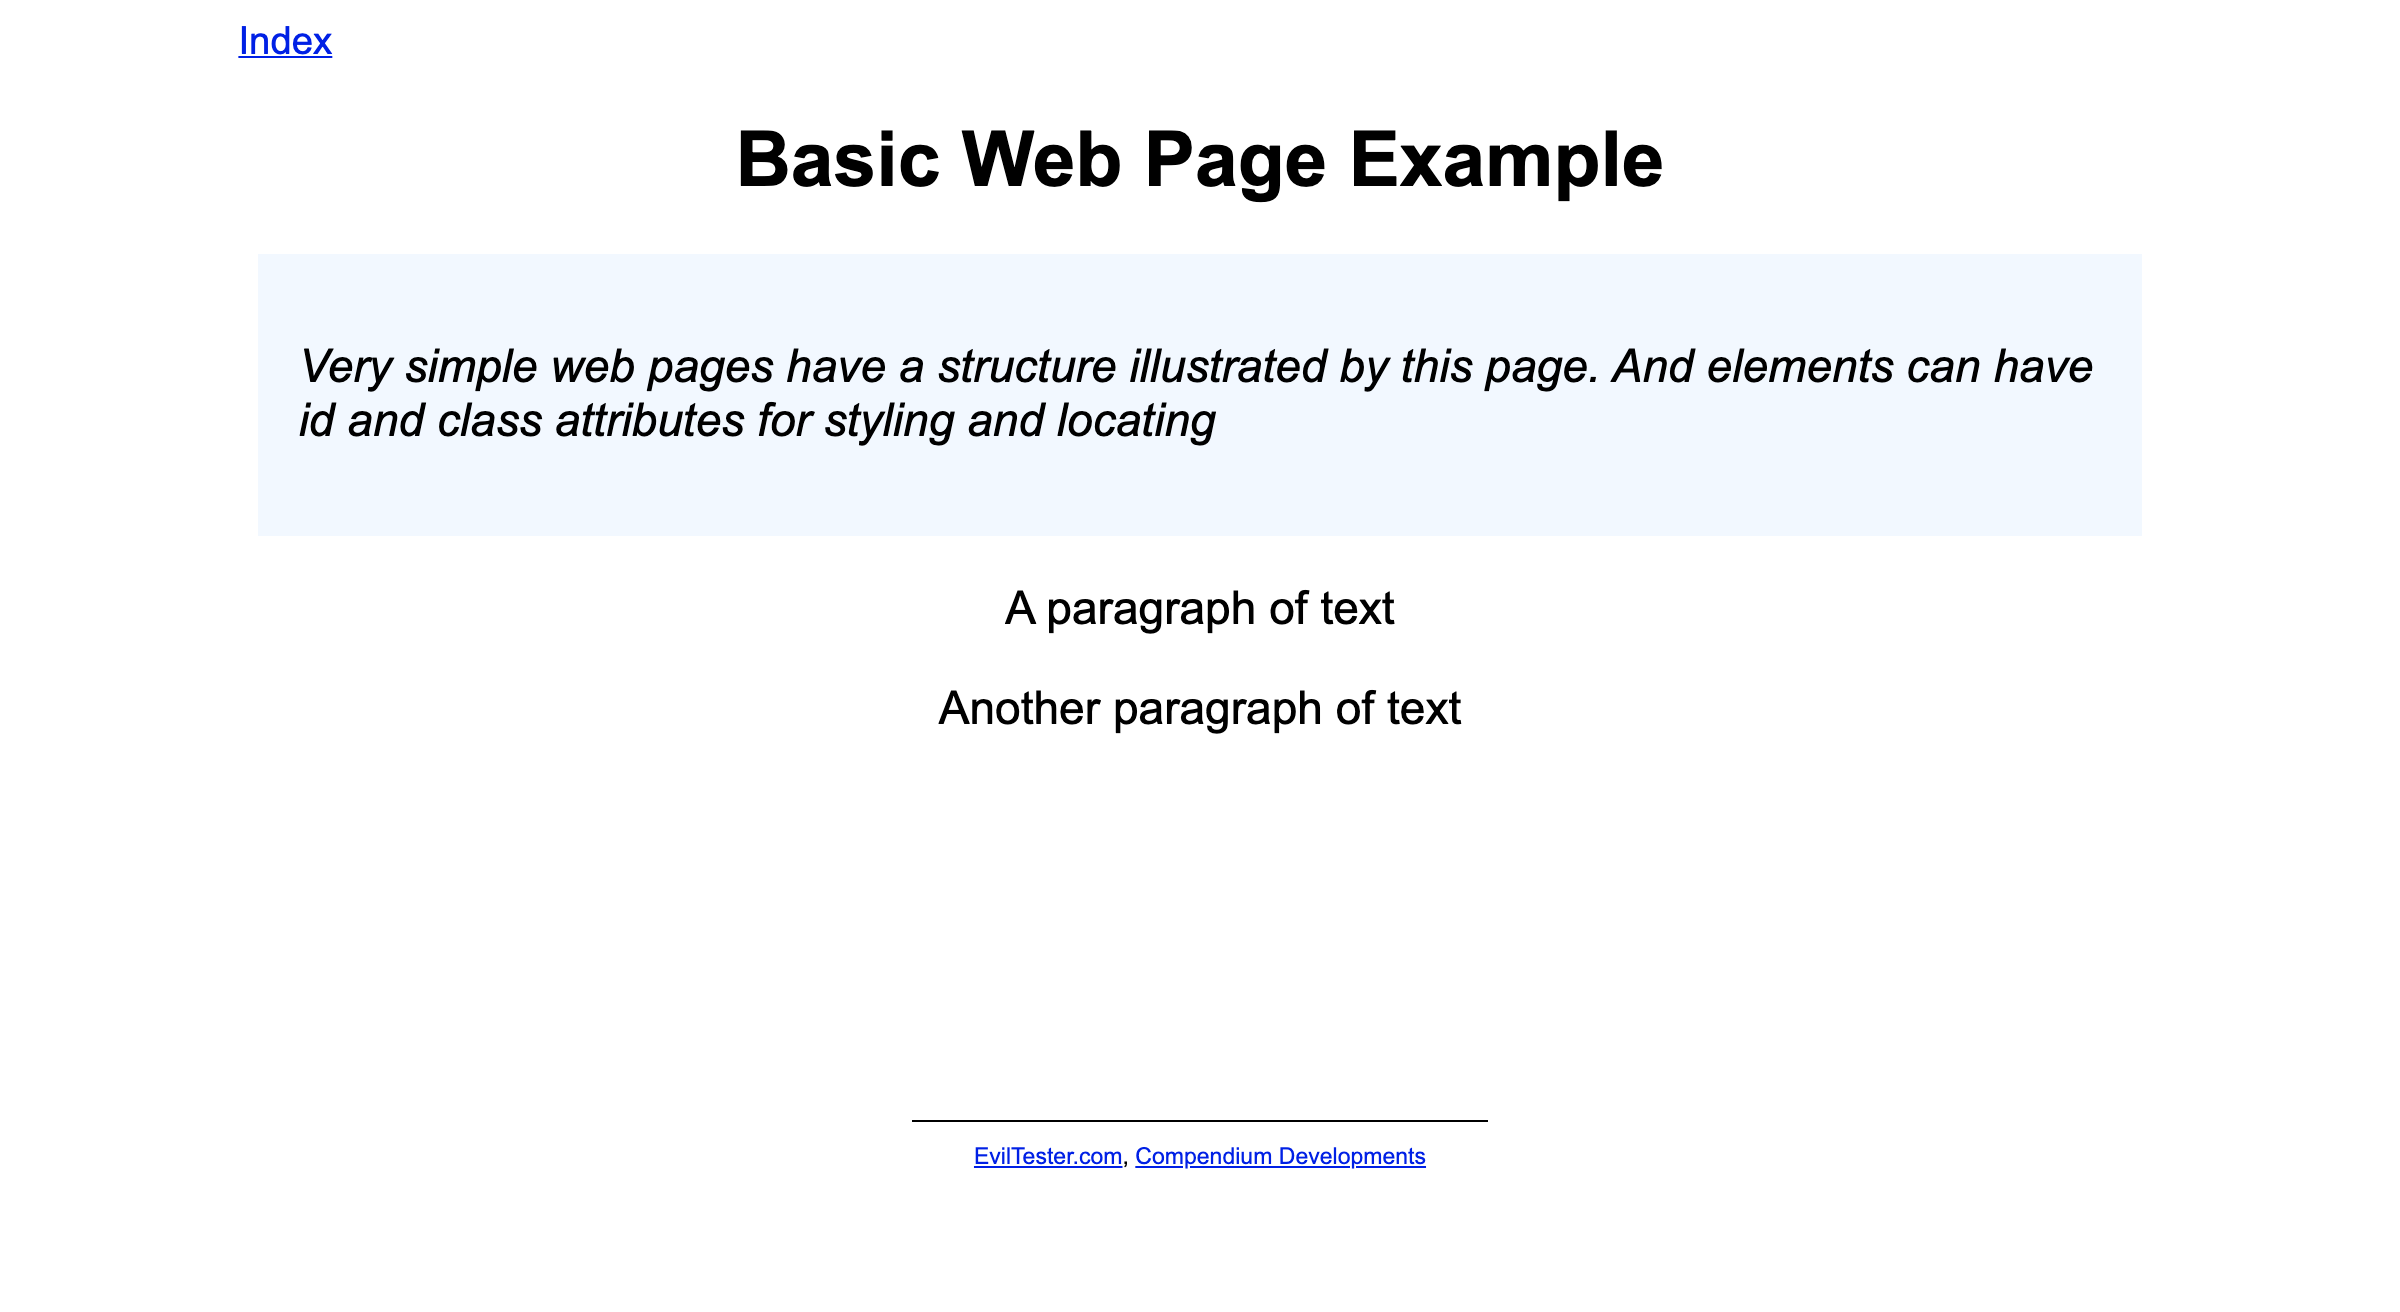 Index
Basic Web Page Example
Very simple web pages have a structure illustrated by this page. And elements can have
id and class attributes for styling and locating
A paragraph of text
Another paragraph of text
EvilTester.com, Compendium Developments